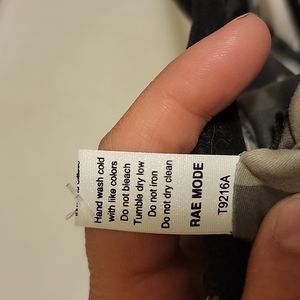 Hand wash cold
with like colors
Do not bleach
Tumble dry low
Do not iron
Do not dry clean
RAE MODE
T9216A